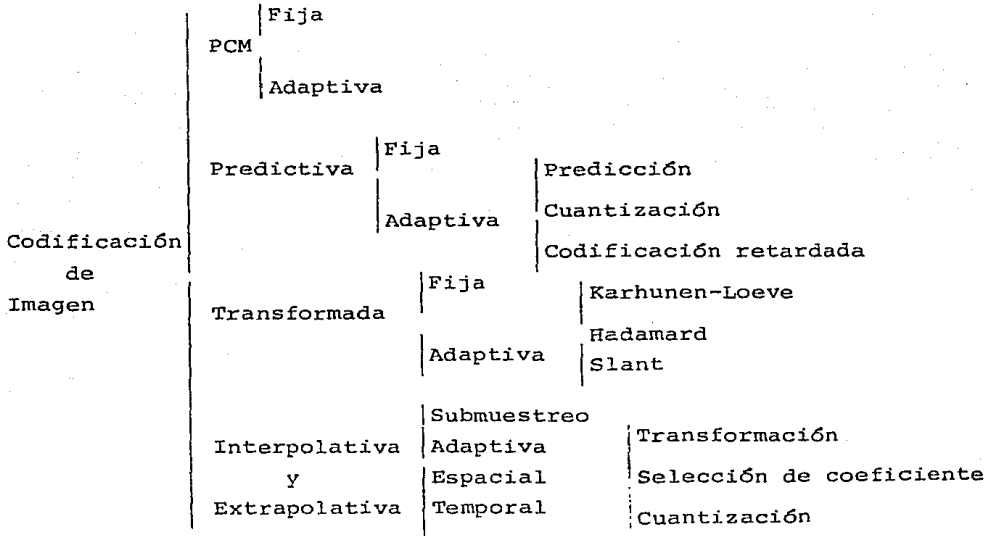 Fija
PCM
Adaptiva
Fija
Predictiva
Predicción
Adaptiva
Cuantización
Codificación retardada
Codificación
de
Imagen
Fija
Karhunen-Loeve
Transformada
Hadamard
Adaptiva
Slant
Submuestreo
Interpolativa
Adaptiva
Transformación
y
Espacial
Selección de coeficiente
Extrapolativa
Temporal
Cuantización